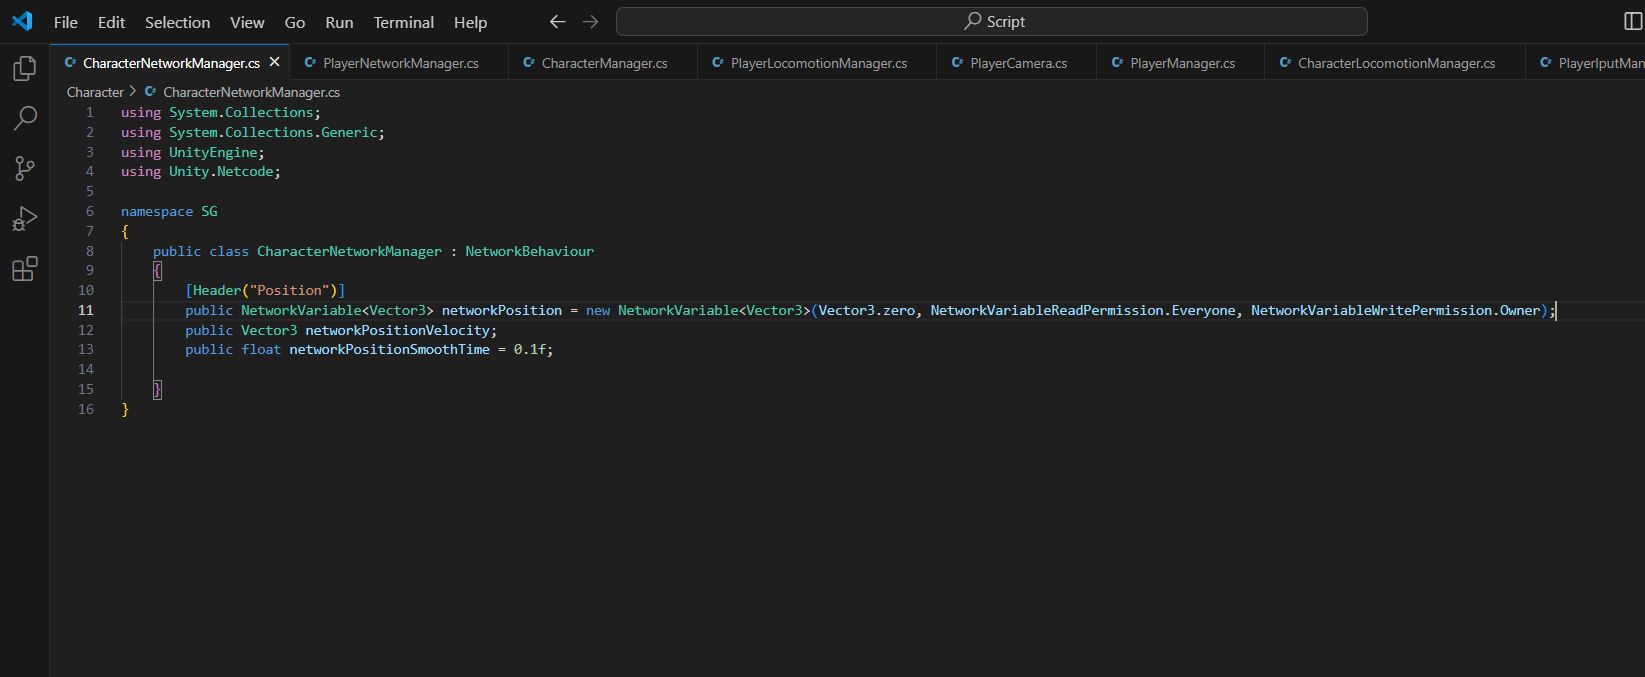 File Edit Selection View Go Run Terminal Help Script
CharacterNetworkManager.cs PlayerNetworkManager.cs CharacterManager.cs PlayerLocomotionManager.cs PlayerCamera.cs PlayerManager.cs CharacterLocomotionManager.cs PlayerIputMan
Character > CharacterNetworkManager.cs
1 using System.Collections;
2 using System.Collections.Generic;
3 using UnityEngine;
4 using Unity.Netcode;
5
6 namespace SG
7 {
8 public class CharacterNetworkManager : NetworkBehaviour
9 {
10 [Header("Position")]
11 public NetworkVariable<Vector3> networkPosition = new NetworkVariable<Vector3>(Vector3.zero, NetworkVariableReadPermission.Everyone, NetworkVariableWritePermission.Owner);
12 public Vector3 networkPositionVelocity;
13 public float networkPositionSmoothTime = 0.1f;
14
15 }
16 }